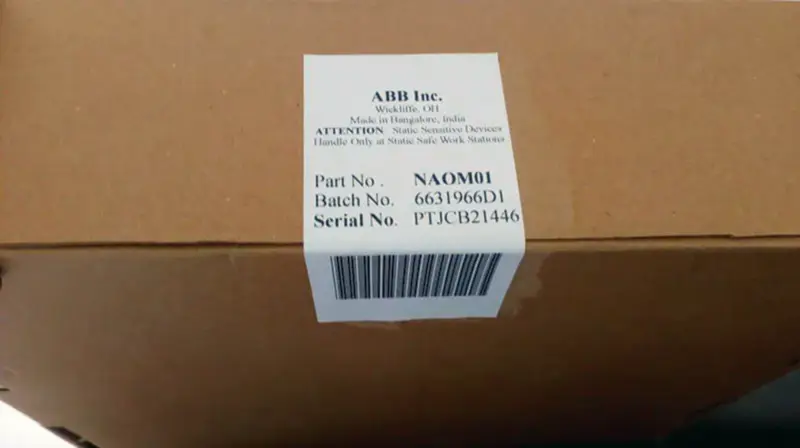 ABB Inc.
Wickliffe, OH
Made in Bangalore, India
ATTENTION Static Sensitive Devices
Handle Only at Static Safe Work Stations
Part No . NAOM01
Batch No. 6631966D1
Serial No. PTJCB21446